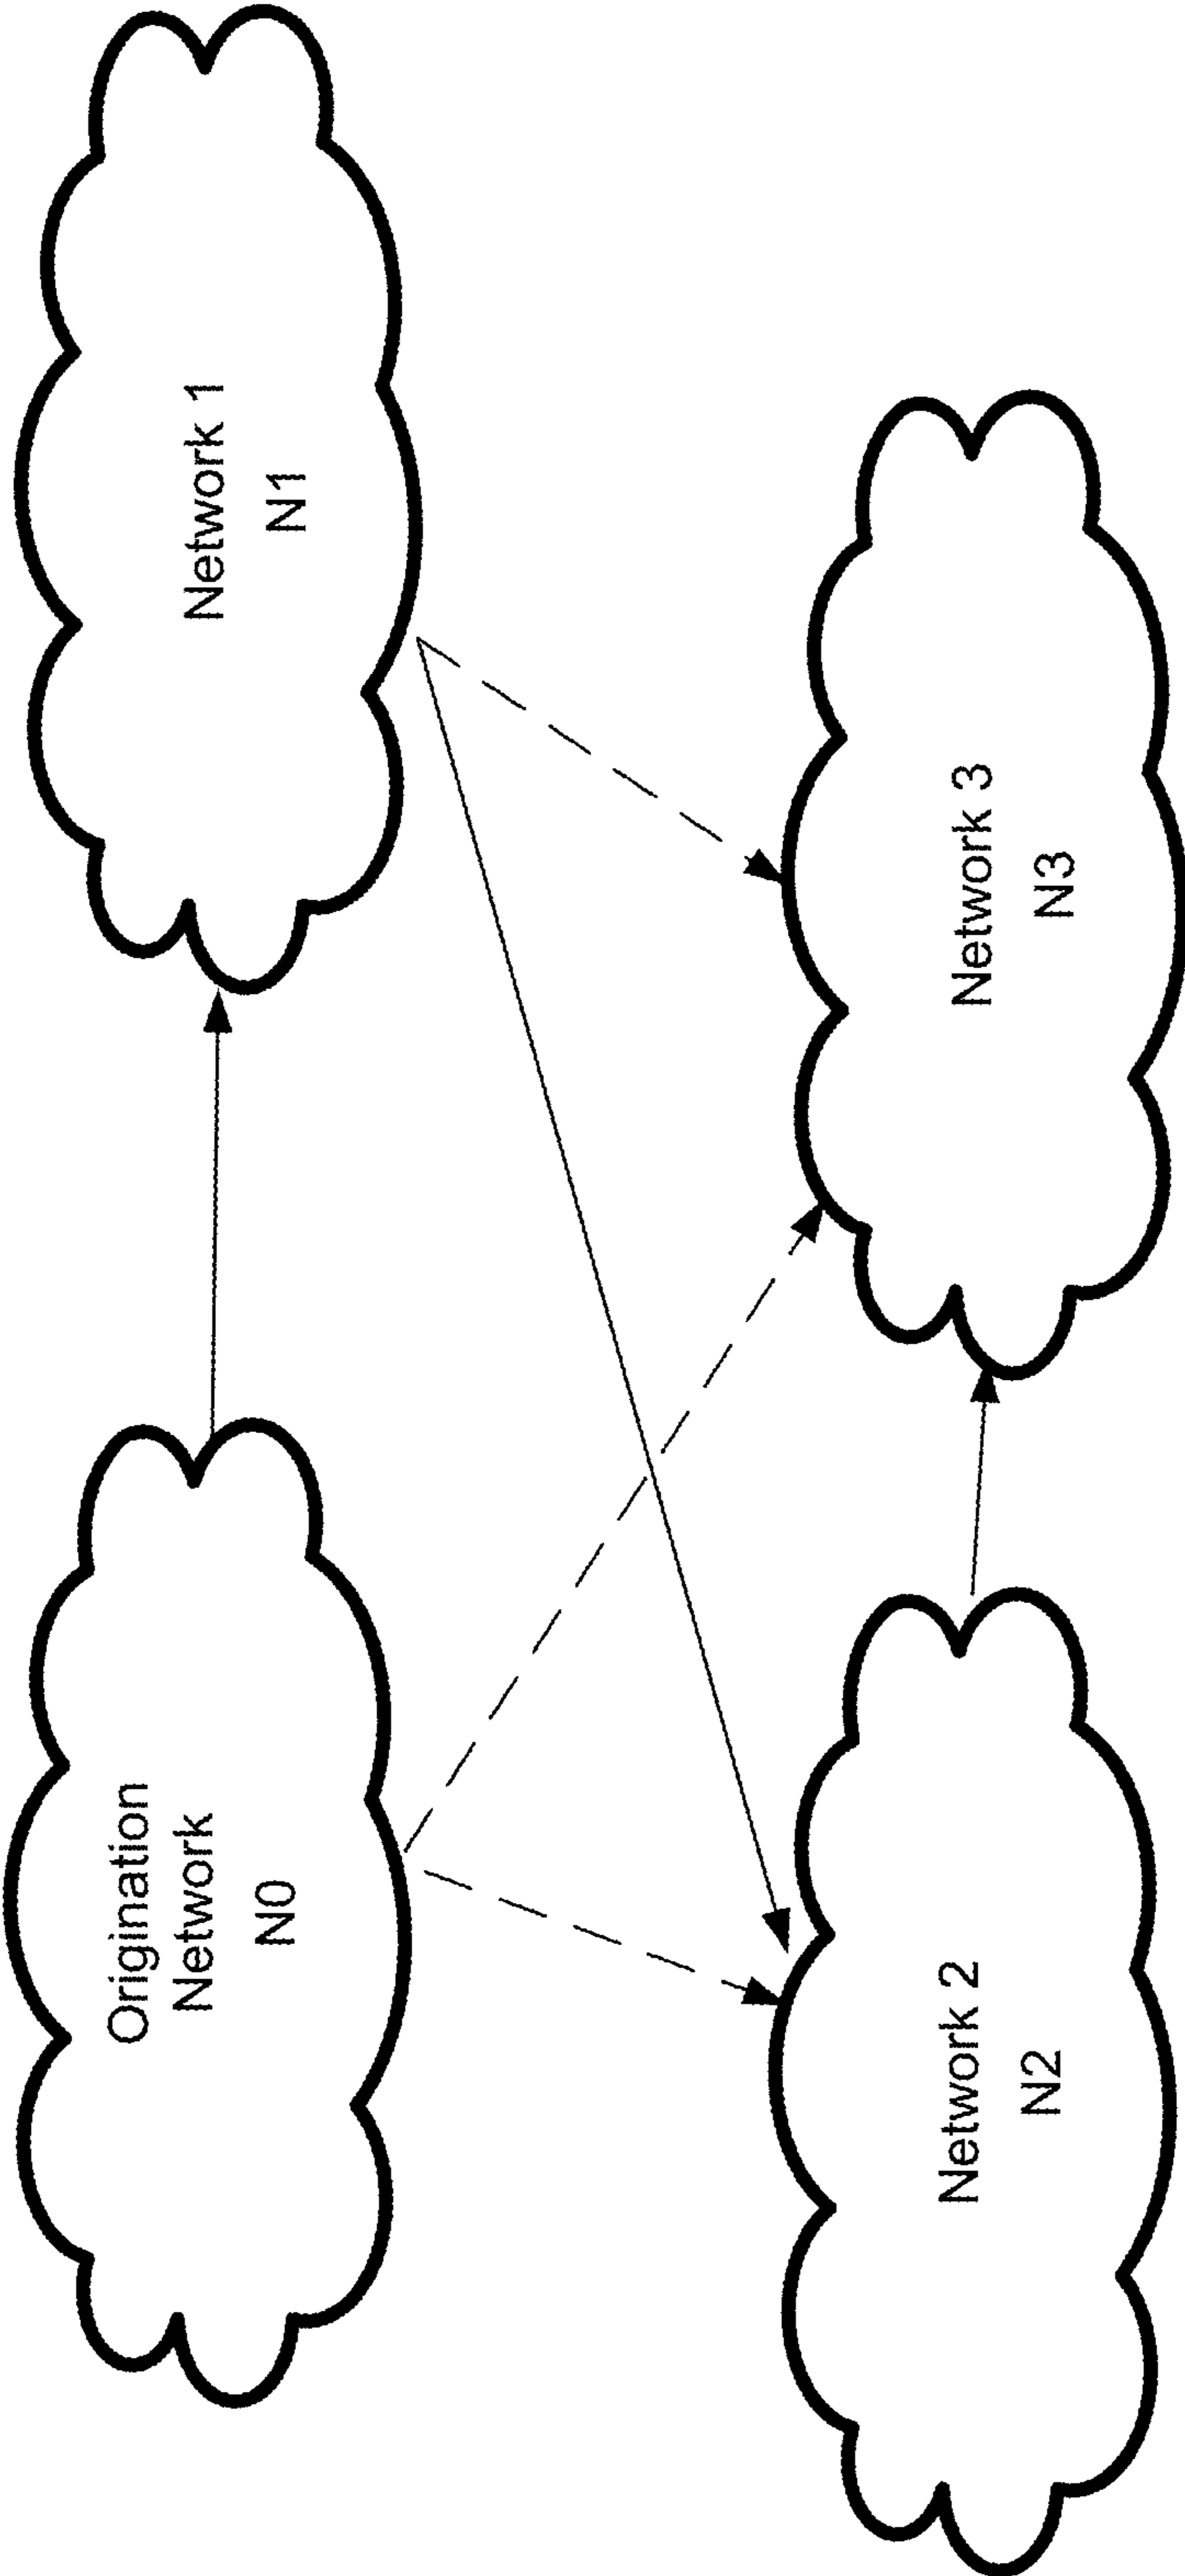 Origination
Network
N0
Network 1
N1
Network 2
N2
Network 3
N3